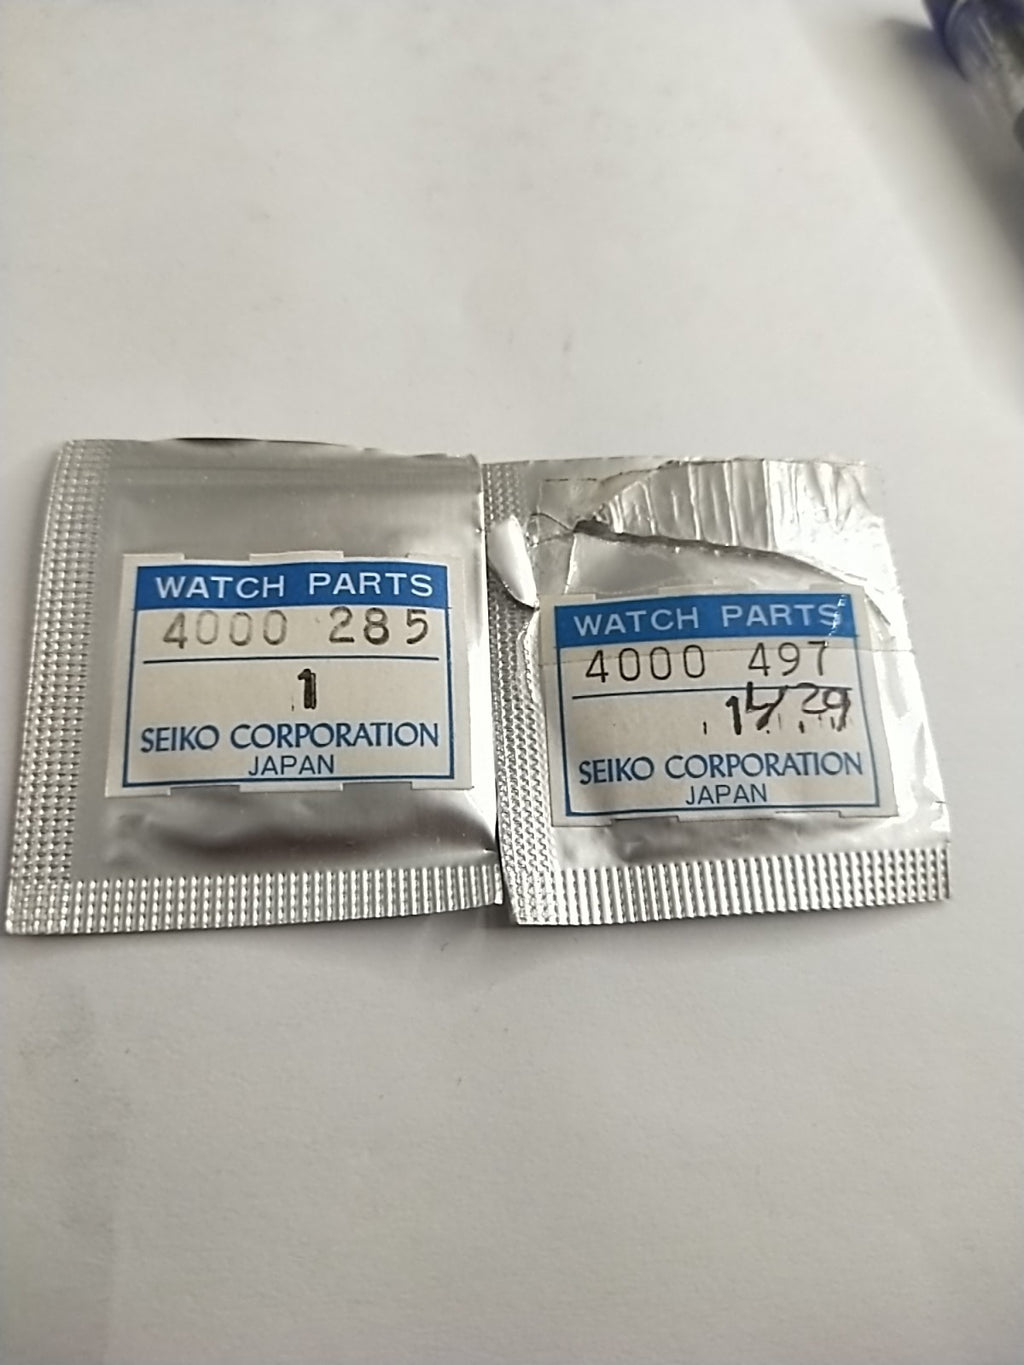 WATCH PARTS
4000 285
1
SEIKO CORPORATION
JAPAN
WATCH PARTS
4000 497
SEIKO CORPORATION
JAPAN